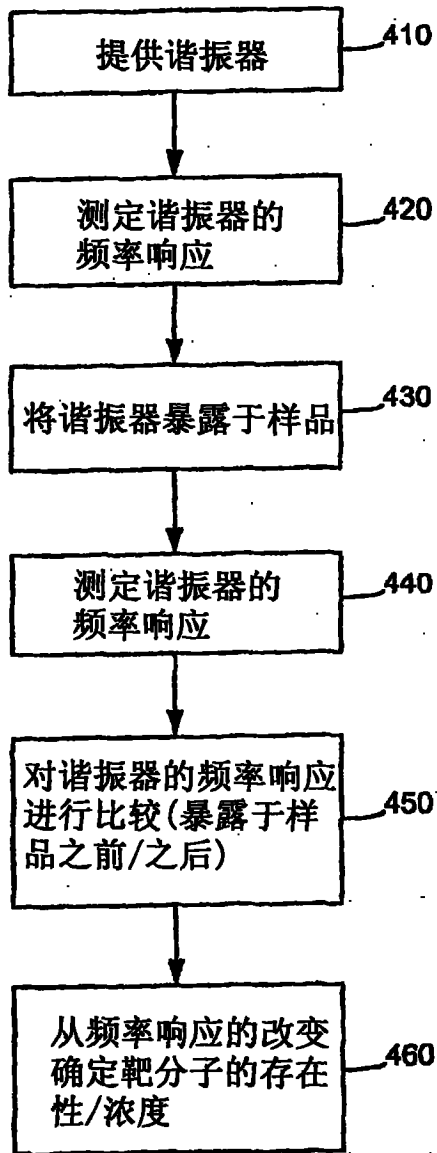 提供谐振器
410
测定谐振器的
频率响应
420
将谐振器暴露于样品
430
测定谐振器的
频率响应
440
对谐振器的频率响应
进行比较(暴露于样
品之前/之后)
450
从频率响应的改变
确定靶分子的存在
性/浓度
460